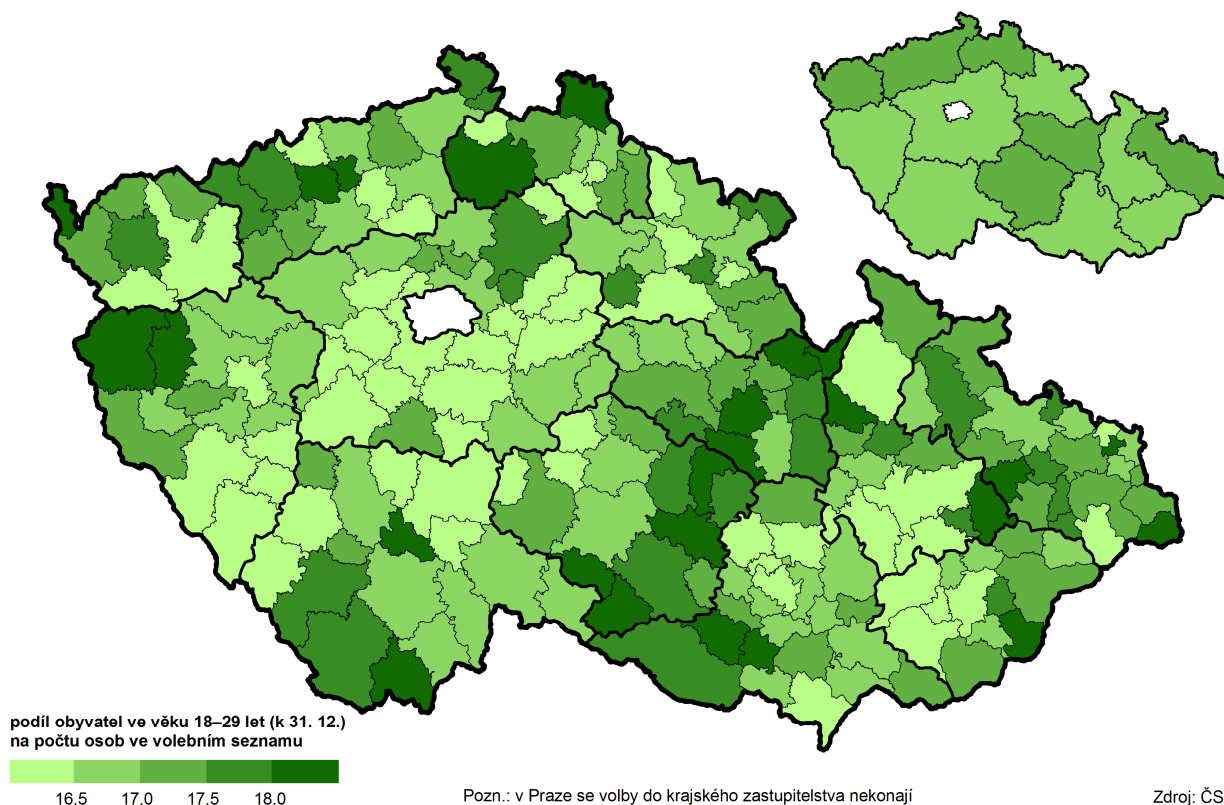 podíl obyvatel ve věku 18–29 let (k 31. 12.)
na počtu osob ve volebním seznamu
16.5 17.0 17.5 18.0
Pozn.: v Praze se volby do krajského zastupitelstva nekonají
Zdroj: ČS